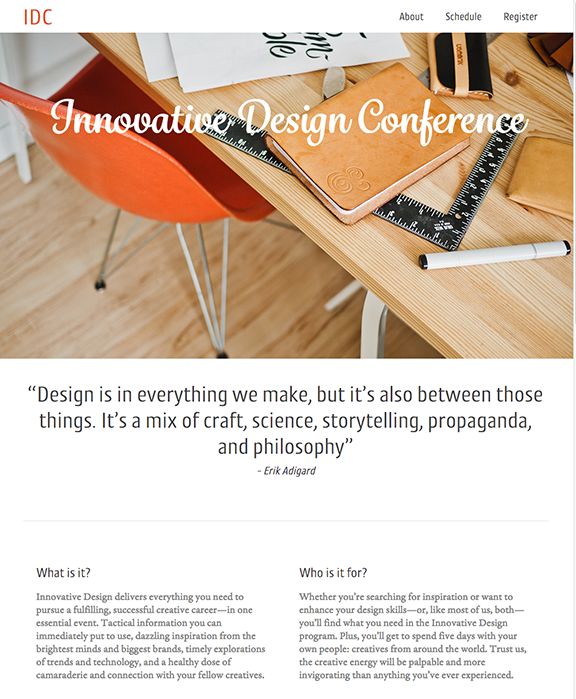 IDC
About Schedule Register
Innovative Design Conference
“Design is in everything we make, but it’s also between those
things. It’s a mix of craft, science, storytelling, propaganda,
and philosophy”
- Erik Adigard
What is it?
Innovative Design delivers everything you need to
pursue a fulfilling, successful creative career—in one
essential event. Tactical information you can
immediately put to use, dazzling inspiration from the
brightest minds and biggest brands, timely explorations
of trends and technology, and a healthy dose of
camaraderie and connection with your fellow creatives.
Who is it for?
Whether you’re searching for inspiration or want to
enhance your design skills—or, like most of us, both—
you’ll find what you need in the Innovative Design
program. Plus, you’ll get to spend five days with your
own people: creatives from around the world. Trust us,
the creative energy will be palpable and more
invigorating than anything you’ve ever experienced.